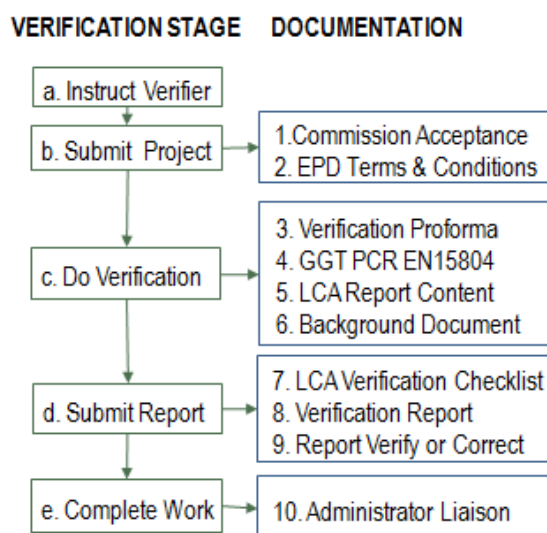 VERIFICATION STAGE DOCUMENTATION
a. Instruct Verifier
b. Submit Project
1.Commission Acceptance
2. EPD Terms & Conditions
c. Do Verification
3. Verification Proforma
4. GGT PCR EN15804
5. LCA Report Content
6. Background Document
d. Submit Report
7. LCA Verification Checklist
8. Verification Report
9. Report Verify or Correct
e. Complete Work
10. Administrator Liaison